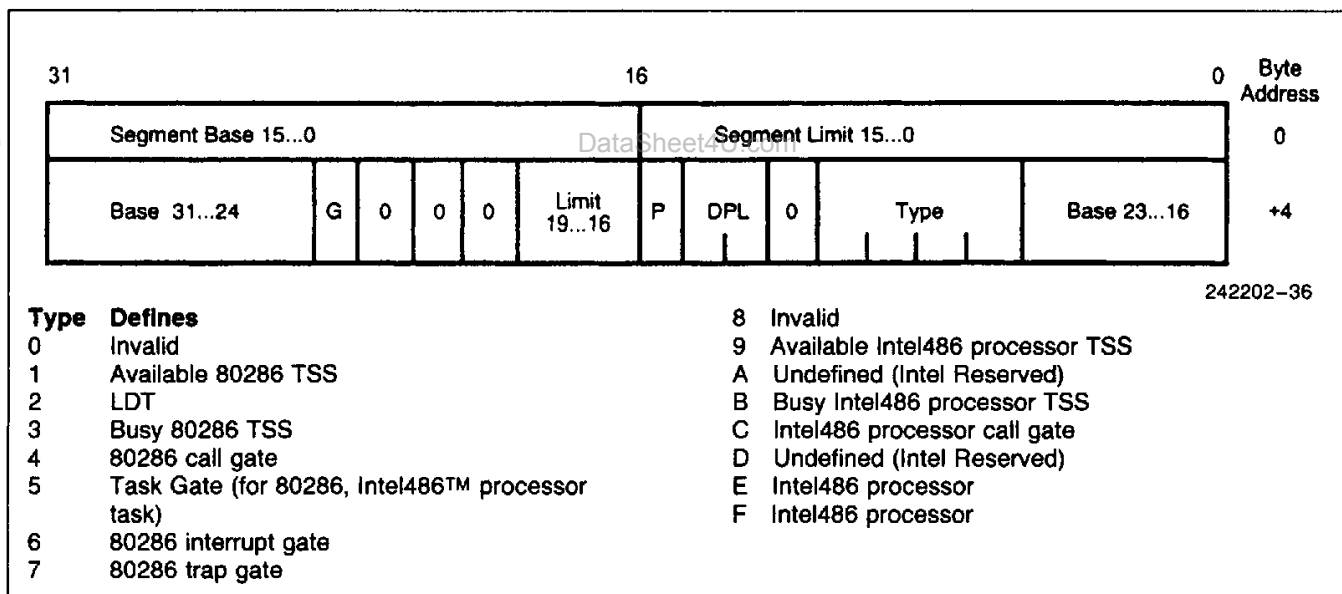 31 16 0 Byte
Address
Segment Base 15...0 Segment Limit 15...0 0
DataSheet4U.com
Base 31...24 G 0 0 0 Limit 19...16 P DPL 0 Type Base 23...16 +4
242202–36
Type Defines
0 Invalid
1 Available 80286 TSS
2 LDT
3 Busy 80286 TSS
4 80286 call gate
5 Task Gate (for 80286, Intel486™ processor
task)
6 80286 interrupt gate
7 80286 trap gate
8 Invalid
9 Available Intel486 processor TSS
A Undefined (Intel Reserved)
B Busy Intel486 processor TSS
C Intel486 processor call gate
D Undefined (Intel Reserved)
E Intel486 processor
F Intel486 processor